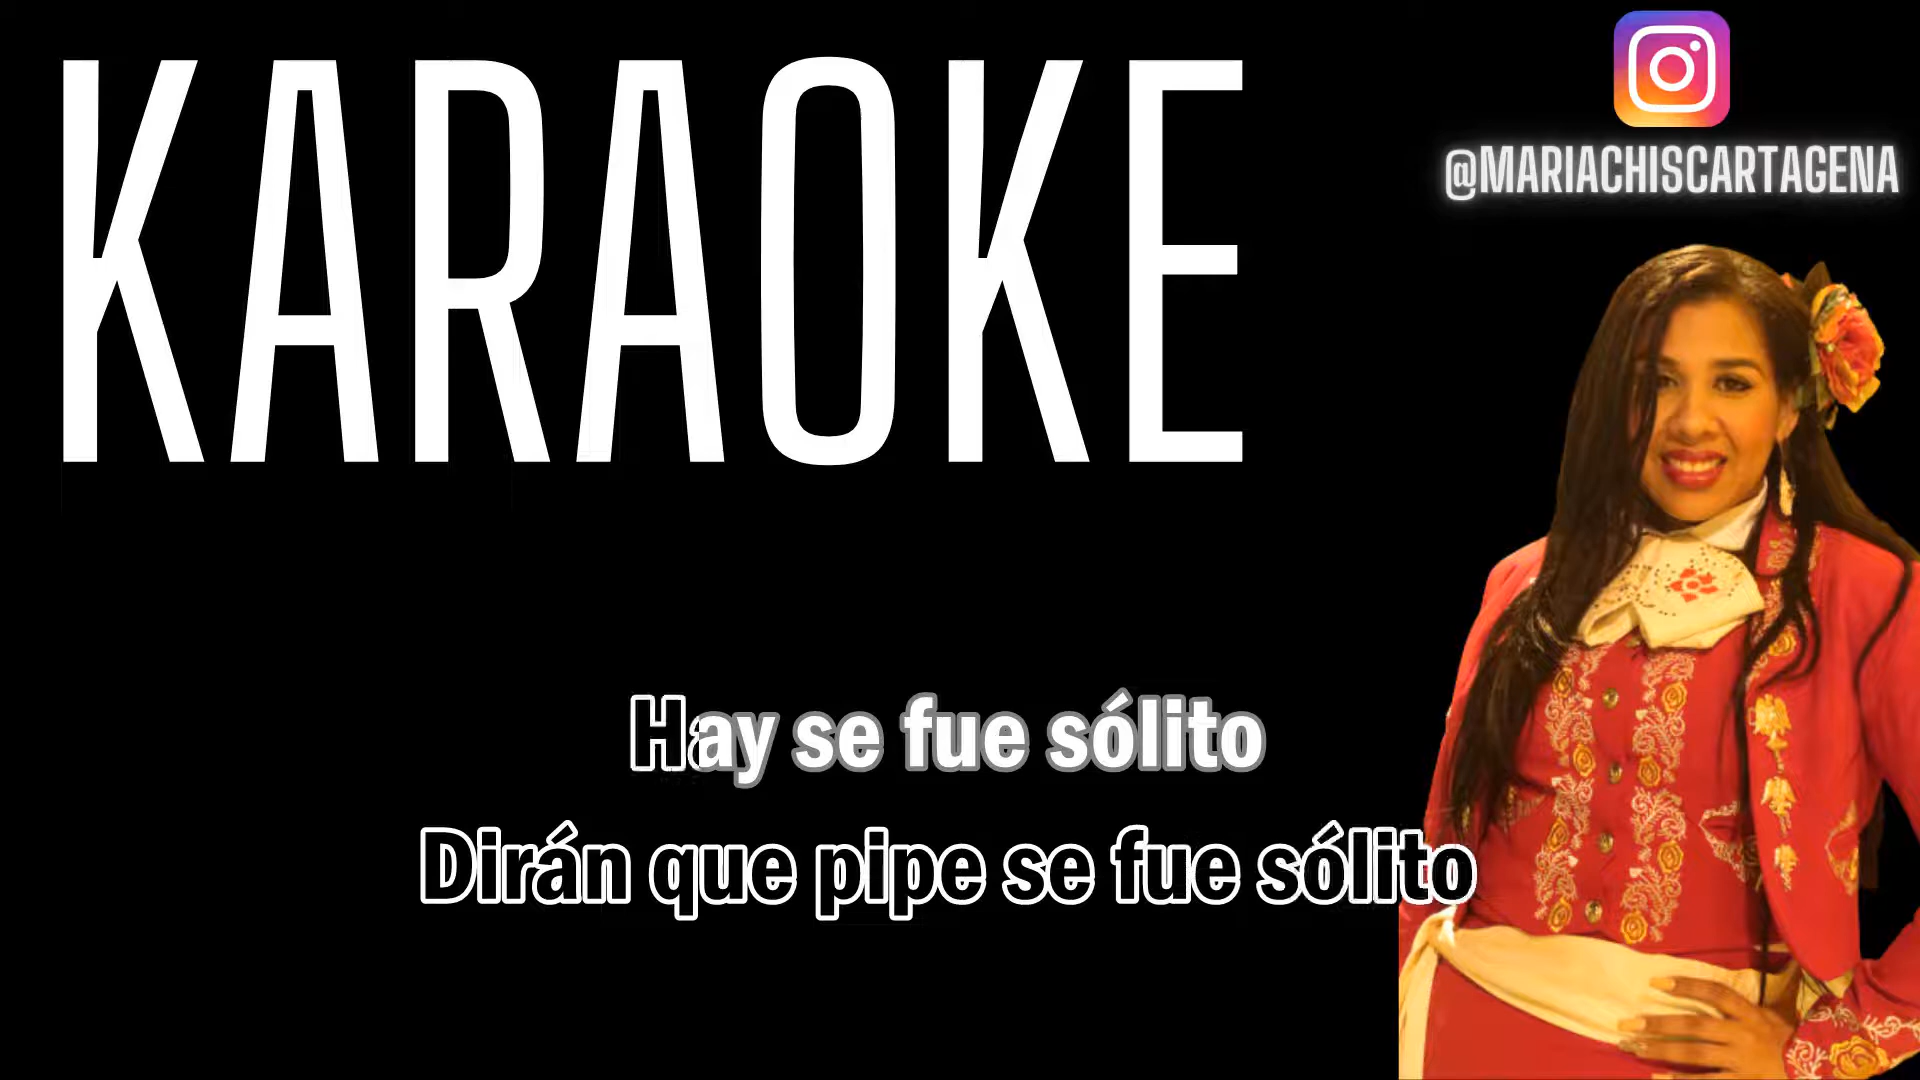 KARAOKE
@MARIACHISCARTAGENA
Hay se fue sólito
Dirán que pipe se fue sólito